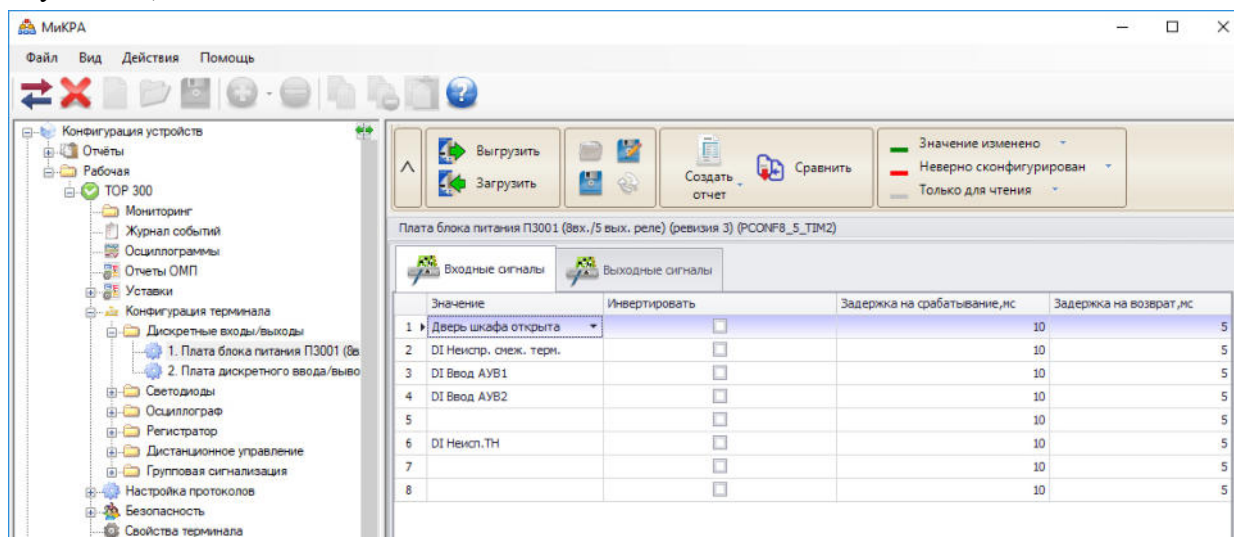 МиКРА
Файл Вид Действия Помощь
Конфигурация устройств
Отчёты
Рабочая
ТОР 300
Мониторинг
Журнал событий
Осциллограммы
Отчеты ОМП
Уставки
Конфигурация терминала
Дискретные входы/выходы
1. Плата блока питания П3001 (8в
2. Плата дискретного ввода/выво
Светодиоды
Осциллограф
Регистратор
Дистанционное управление
Групповая сигнализация
Настройка протоколов
Безопасность
Свойства терминала
Выгрузить
Загрузить
Создать отчет
Сравнить
Значение изменено
Неверно сконфигурирован
Только для чтения
Плата блока питания П3001 (8вх./5 вых. реле) (ревизия 3) (PCONF8_5_TIM2)
Входные сигналы Выходные сигналы
Значение Инвертировать Задержка на срабатывание,мс Задержка на возврат,мс
1 Дверь шкафа открыта 10 5
2 DI Неиспр. смеж. терм. 10 5
3 DI Ввод АУВ1 10 5
4 DI Ввод АУВ2 10 5
5 10 5
6 DI Неисп.ТН 10 5
7 10 5
8 10 5